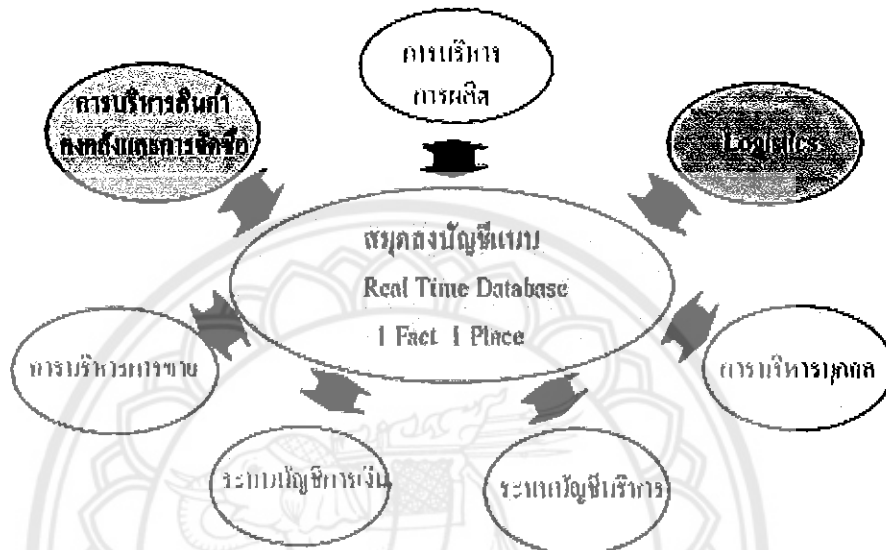 การบริหาร
การผลิต
การบริหารสินค้า
คงคลังและการจัดซื้อ
Logistics
สมุดลงบัญชีแบบ
Real Time Database
1 Fact 1 Place
การบริหารการขาย
การบริหารบุคคล
ระบบบัญชีการเงิน
ระบบบัญชีบริหาร